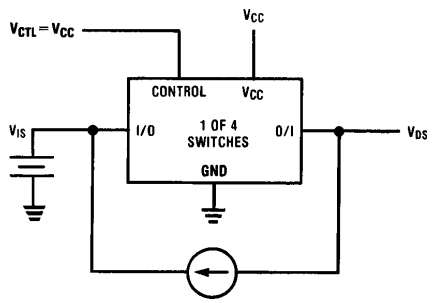 VCC
VCTL = VCC
CONTROL
VCC
VIS
I/O
1 OF 4
SWITCHES
O/I
VDS
GND